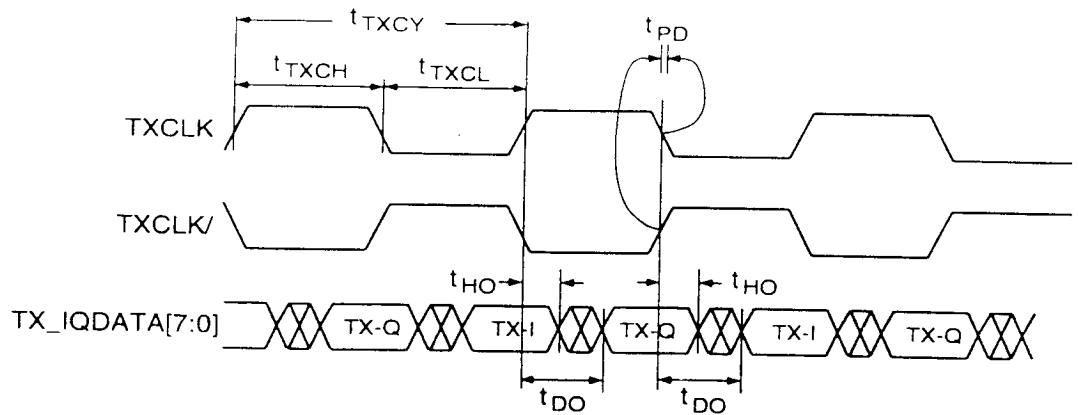 tTXCY
tPD
tTXCH
tTXCL
TXCLK
TXCLK/
tHO
tHO
TX_IQDATA[7:0]
TX-Q
TX-I
TX-Q
TX-I
TX-Q
tDO
tDO